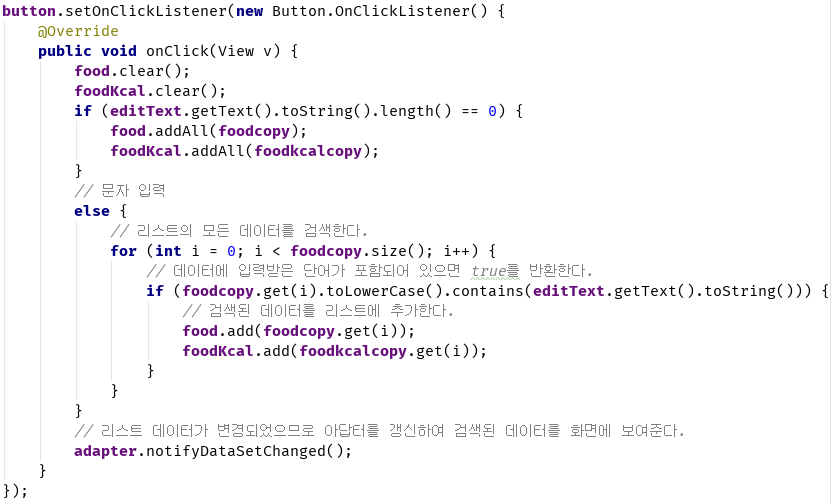 button.setOnClickListener(new Button.OnClickListener() {
@Override
public void onClick(View v) {
food.clear();
foodKcal.clear();
if (editText.getText().toString().length() == 0) {
food.addAll(foodcopy);
foodKcal.addAll(foodkcalcopy);
}
// 문자 입력
else {
// 리스트의 모든 데이터를 검색한다.
for (int i = 0; i < foodcopy.size(); i++) {
// 데이터에 입력받은 단어가 포함되어 있으면 true를 반환한다.
if (foodcopy.get(i).toLowerCase().contains(editText.getText().toString())) {
// 검색된 데이터를 리스트에 추가한다.
food.add(foodcopy.get(i));
foodKcal.add(foodkcalcopy.get(i));
}
}
}
// 리스트 데이터가 변경되었으므로 아답터를 갱신하여 검색된 데이터를 화면에 보여준다.
adapter.notifyDataSetChanged();
}
});